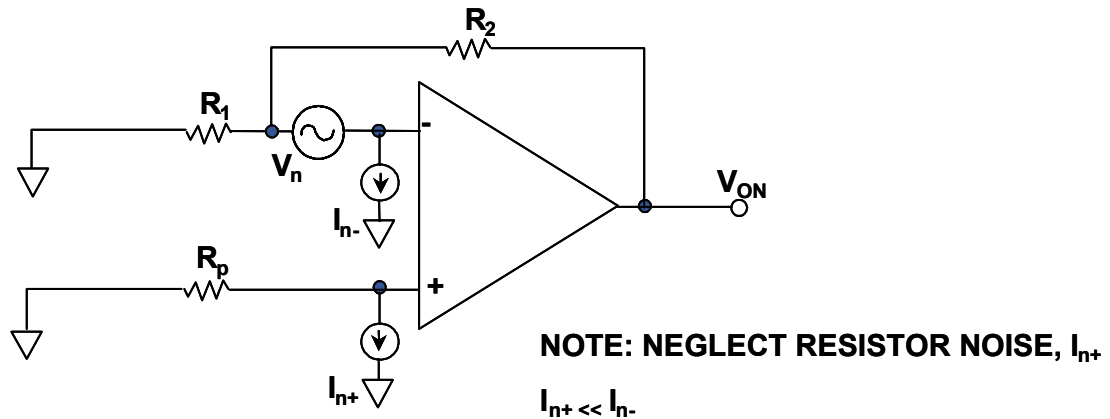 R2
R1
Vn
-
In-
VON
Rp
+
In+
NOTE: NEGLECT RESISTOR NOISE, In+
In+ << In-